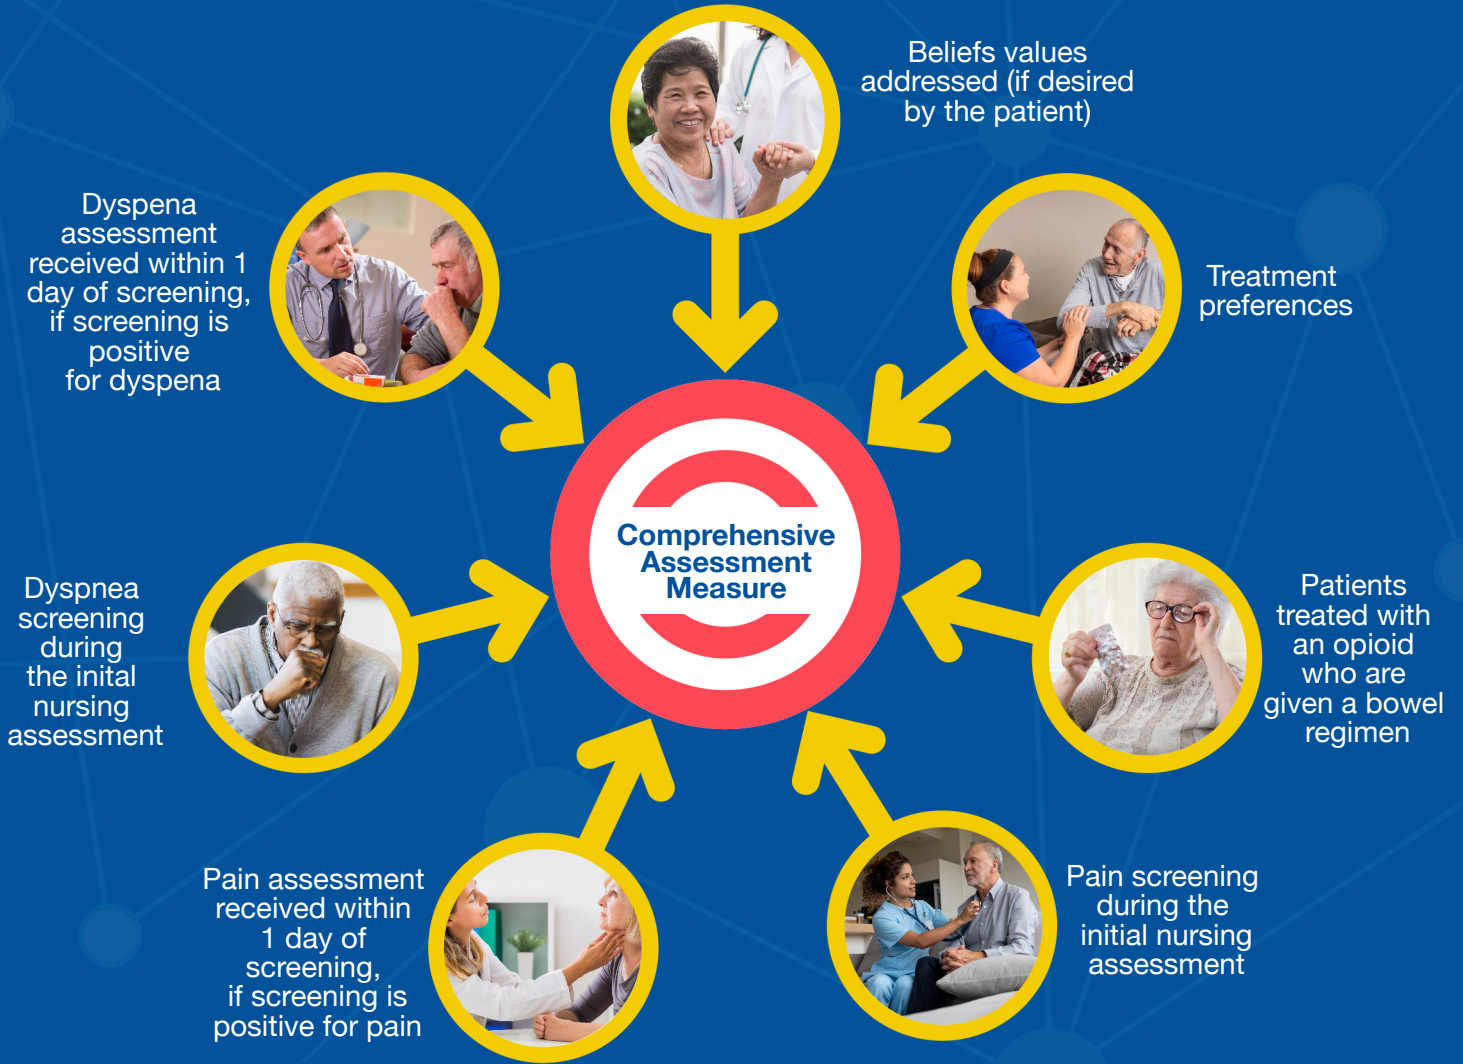 Beliefs values
addressed (if desired
by the patient)
Treatment
preferences
Patients
treated with
an opioid
who are
given a bowel
regimen
Pain screening
during the
initial nursing
assessment
Pain assessment
received within
1 day of
screening,
if screening is
positive for pain
Dyspnea
screening
during
the inital
nursing
assessment
Dyspena
assessment
received within 1
day of screening,
if screening is
positive
for dyspena
Comprehensive
Assessment
Measure